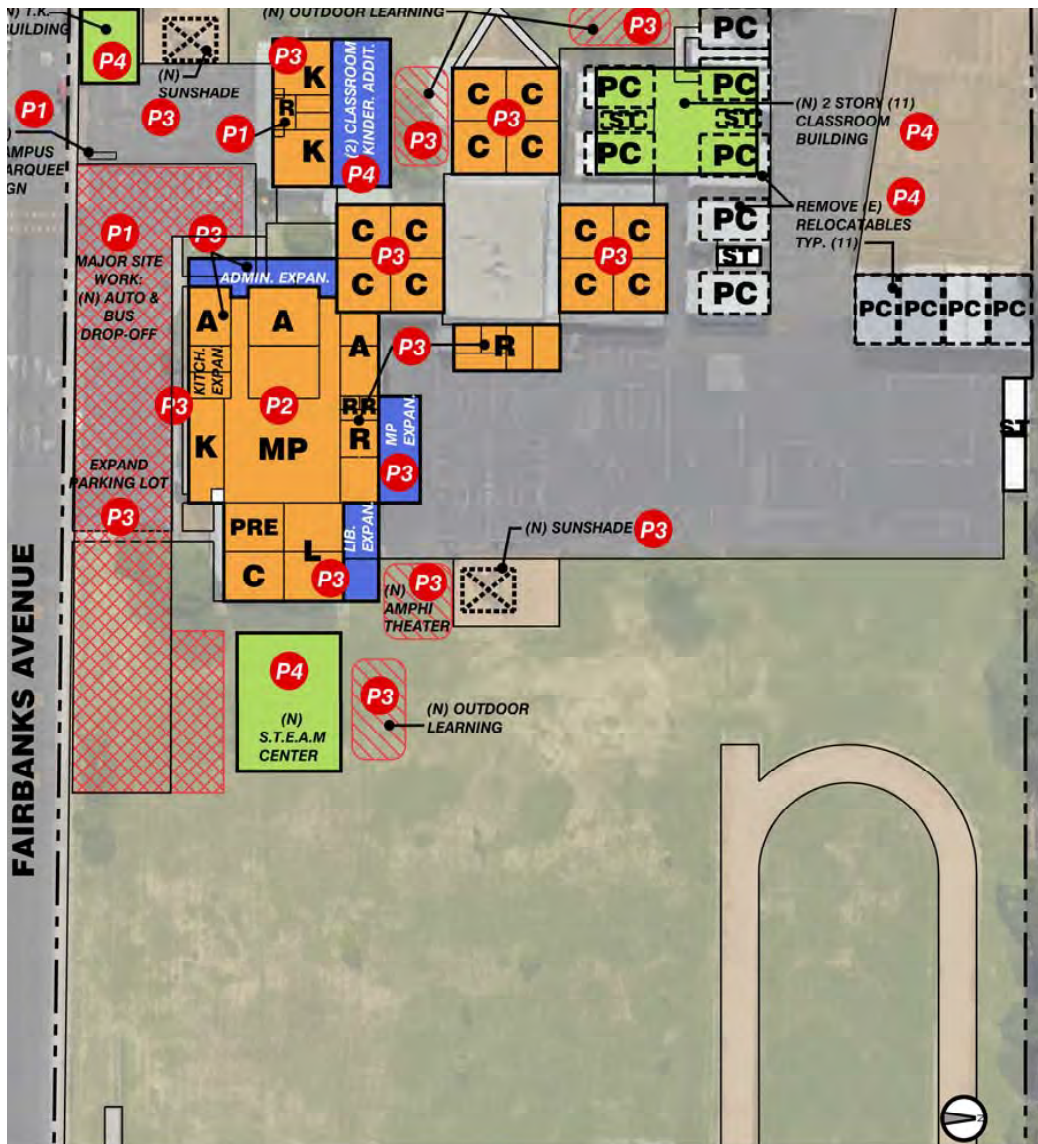 (N) T.K.
BUILDING
P4
(N)
SUNSHADE
P1
P3
MARQUEE
P3
K
R
K
P1
(2) CLASSROOM
KINDER. ADDIT.
P4
(N) OUTDOOR LEARNING
P3
P3
C C
P3
C C
PC
PC
PC
ST
ST
PC
PC
PC
ST
PC
(N) 2 STORY (11)
CLASSROOM
BUILDING
P4
P4
REMOVE (E)
RELOCATABLES
TYP. (11)
PC PC PC PC
ST
P1
MAJOR SITE
WORK:
(N) AUTO &
BUS
DROP-OFF
P3
ADMIN. EXPAN.
C C
P3
C C
C C
P3
C C
A
A
A
KITCH.
EXPAN
P3
P2
P3
R
RR
R
K
MP
MP
EXPAN.
P3
EXPAND
PARKING LOT
P3
PRE
C
L
P3
LIB.
EXPAN.
(N) SUNSHADE
P3
P3
(N)
AMPHI
THEATER
P4
(N)
S.T.E.A.M
CENTER
P3
(N) OUTDOOR
LEARNING
FAIRBANKS AVENUE
N